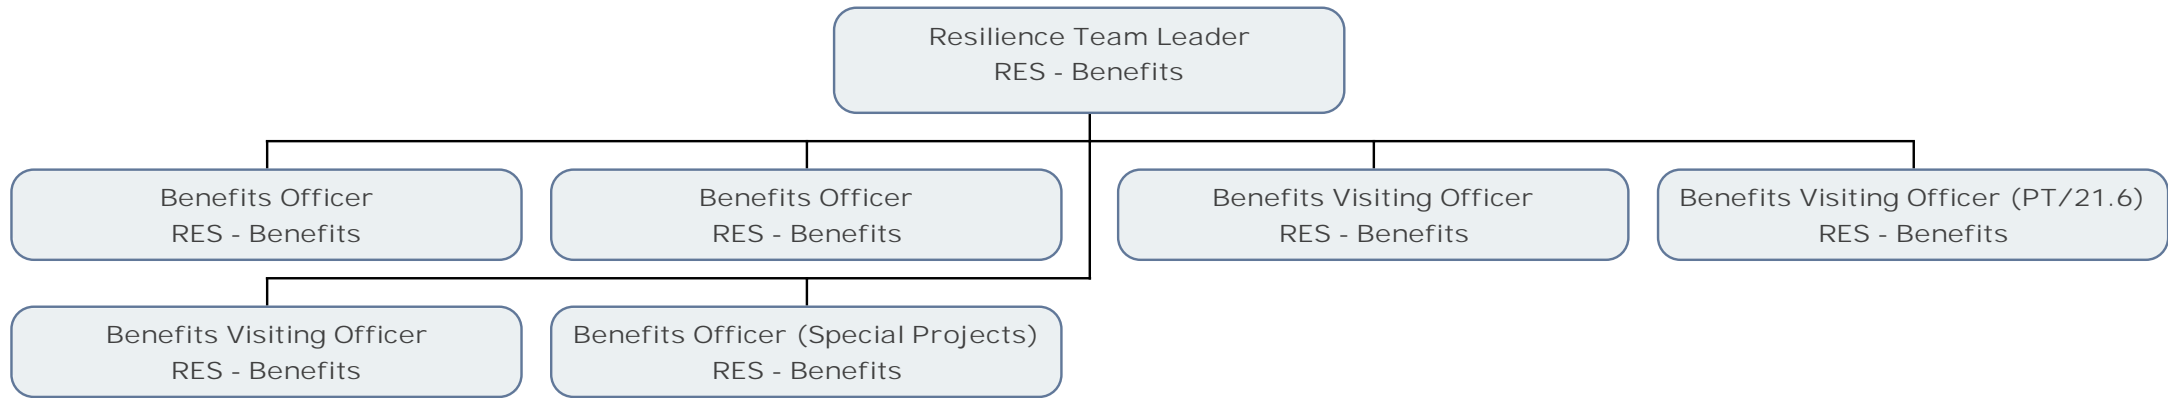 Resilience Team Leader
RES - Benefits
Benefits Officer
RES - Benefits
Benefits Officer
RES - Benefits
Benefits Visiting Officer
RES - Benefits
Benefits Visiting Officer (PT/21.6)
RES - Benefits
Benefits Visiting Officer
RES - Benefits
Benefits Officer (Special Projects)
RES - Benefits